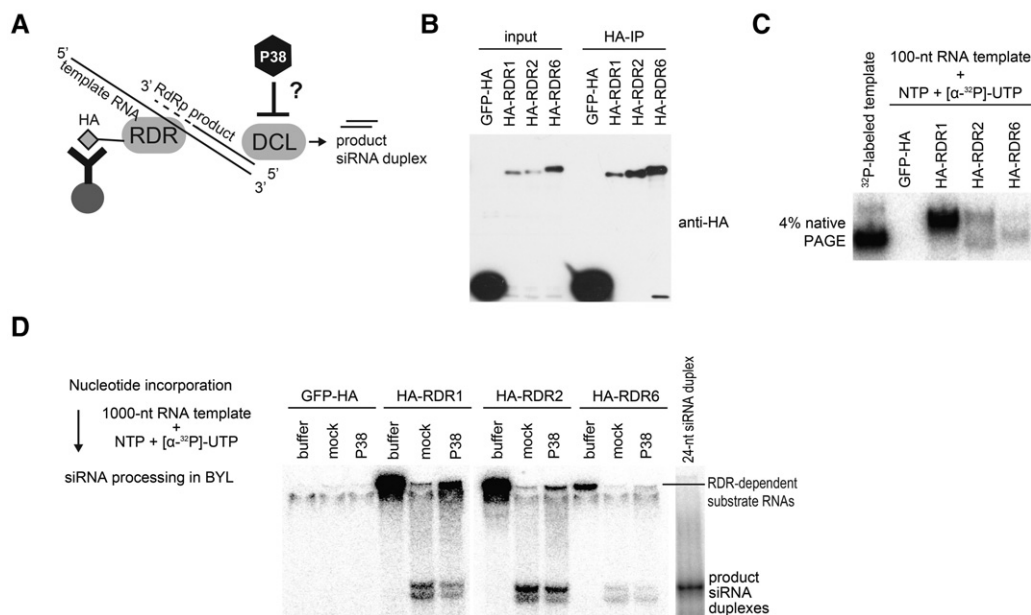 A
5’
template RNA
3’ RdRp product
HA
RDR
P38
?
DCL
product
siRNA duplex
5’
3’
B
input
HA-IP
GFP-HA
HA-RDR1
HA-RDR2
HA-RDR6
GFP-HA
HA-RDR1
HA-RDR2
HA-RDR6
anti-HA
C
100-nt RNA template
+
NTP + [α-³²P]-UTP
³²P-labeled template
GFP-HA
HA-RDR1
HA-RDR2
HA-RDR6
4% native
PAGE
D
Nucleotide incorporation
1000-nt RNA template
+
NTP + [α-³²P]-UTP
siRNA processing in BYL
GFP-HA
HA-RDR1
HA-RDR2
HA-RDR6
buffer
mock
P38
buffer
mock
P38
buffer
mock
P38
buffer
mock
P38
24-nt siRNA duplex
RDR-dependent
substrate RNAs
product
siRNA
duplexes